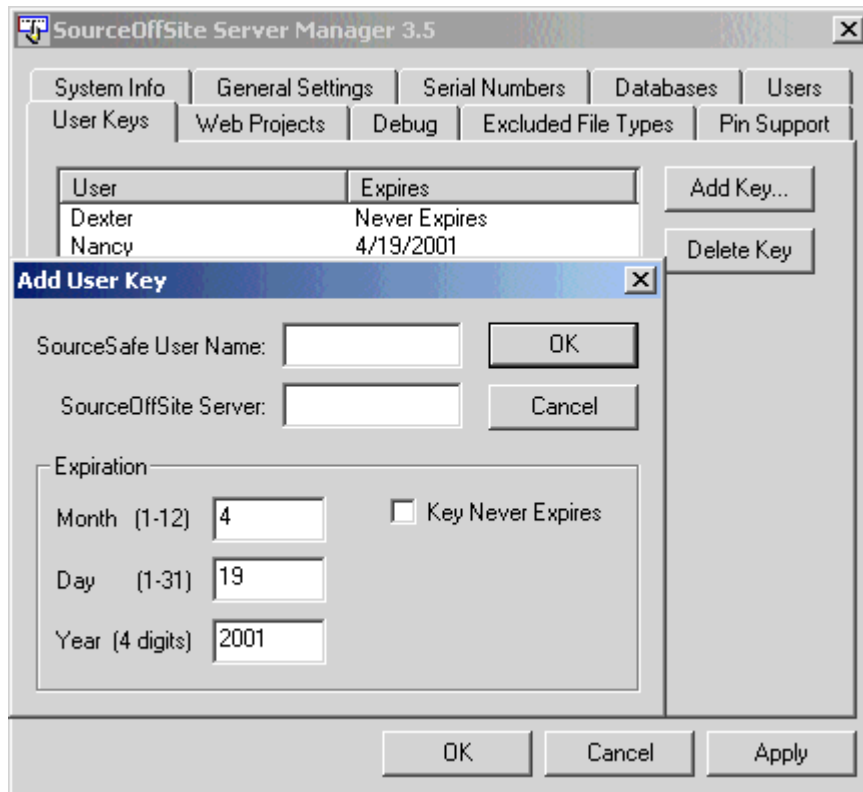 SourceOffSite Server Manager 3.5
System Info General Settings Serial Numbers Databases Users
User Keys Web Projects Debug Excluded File Types Pin Support
User Expires Add Key...
Dexter Never Expires
Nancy 4/19/2001 Delete Key
Add User Key
SourceSafe User Name: OK
SourceOffSite Server: Cancel
Expiration
Month (1-12) 4 Key Never Expires
Day (1-31) 19
Year (4 digits) 2001
OK Cancel Apply